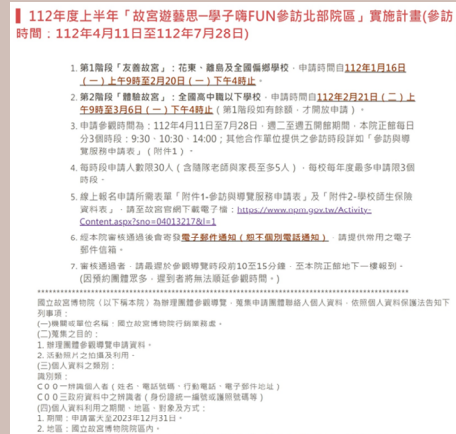 112年度上半年「故宮遊藝思─學子嗨FUN參訪北部院區」實施計畫(參訪
時間：112年4月11日至112年7月28日)
1. 第1階段「友善故宮」：花東、離島及全國偏鄉學校，申請時間自112年1月16日
（一）上午9時至2月20日（一）下午4時止。
2. 第2階段「體驗故宮」：全國高中職以下學校，申請時間自112年2月21日（二）上
午9時至3月6日（一）下午4時止（第1階段如有餘額，才開放申請）。
3. 申請參觀時間為：112年4月11日至7月28日，週二至週五開館期間，本院正館每日
分3個時段：9:30、10:30、14:00；其他合作單位提供之參訪時段詳如「參訪與導
覽服務申請表」（附件1）。
4. 每時段申請人數限30人（含隨隊老師與家長至多5人），每校每年度最多申請3個
時段。
5. 線上報名申請所需表單「附件1-參訪與導覽服務申請表」及「附件2-學校師生保險
資料表」，請至故宮官網下載電子檔：https://www.npm.gov.tw/Activity-
Content.aspx?sno=04013217&l=1
6. 經本院審核通過後會寄發電子郵件通知（恕不個別電話通知），請提供常用之電子
郵件信箱。
7. 審核通過者，請最遲於參觀導覽時段前10至15分鐘，至本院正館地下一樓報到。
(因預約團體眾多，遲到者將無法順延參觀時間。)
國立故宮博物院（以下稱本院）為辦理團體參觀導覽，蒐集申請團體聯絡人個人資料，依照個人資料保護法告知下
列事項：
(一)機關或單位名稱：國立故宮博物院行銷業務處。
(二)蒐集之目的：
1. 辦理團體參觀導覽申請資料。
2. 活動照片之拍攝及利用。
(三)個人資料之類別：
識別類：
C００一辨識個人者（姓名、電話號碼、行動電話、電子郵件地址）
C００三政府資料中之辨識者（身份證統一編號或護照號碼等）
(四)個人資料利用之期間、地區、對象及方式：
1. 期間：申請當天至2023年12月31日。
2. 地區：國立故宮博物院院區內。